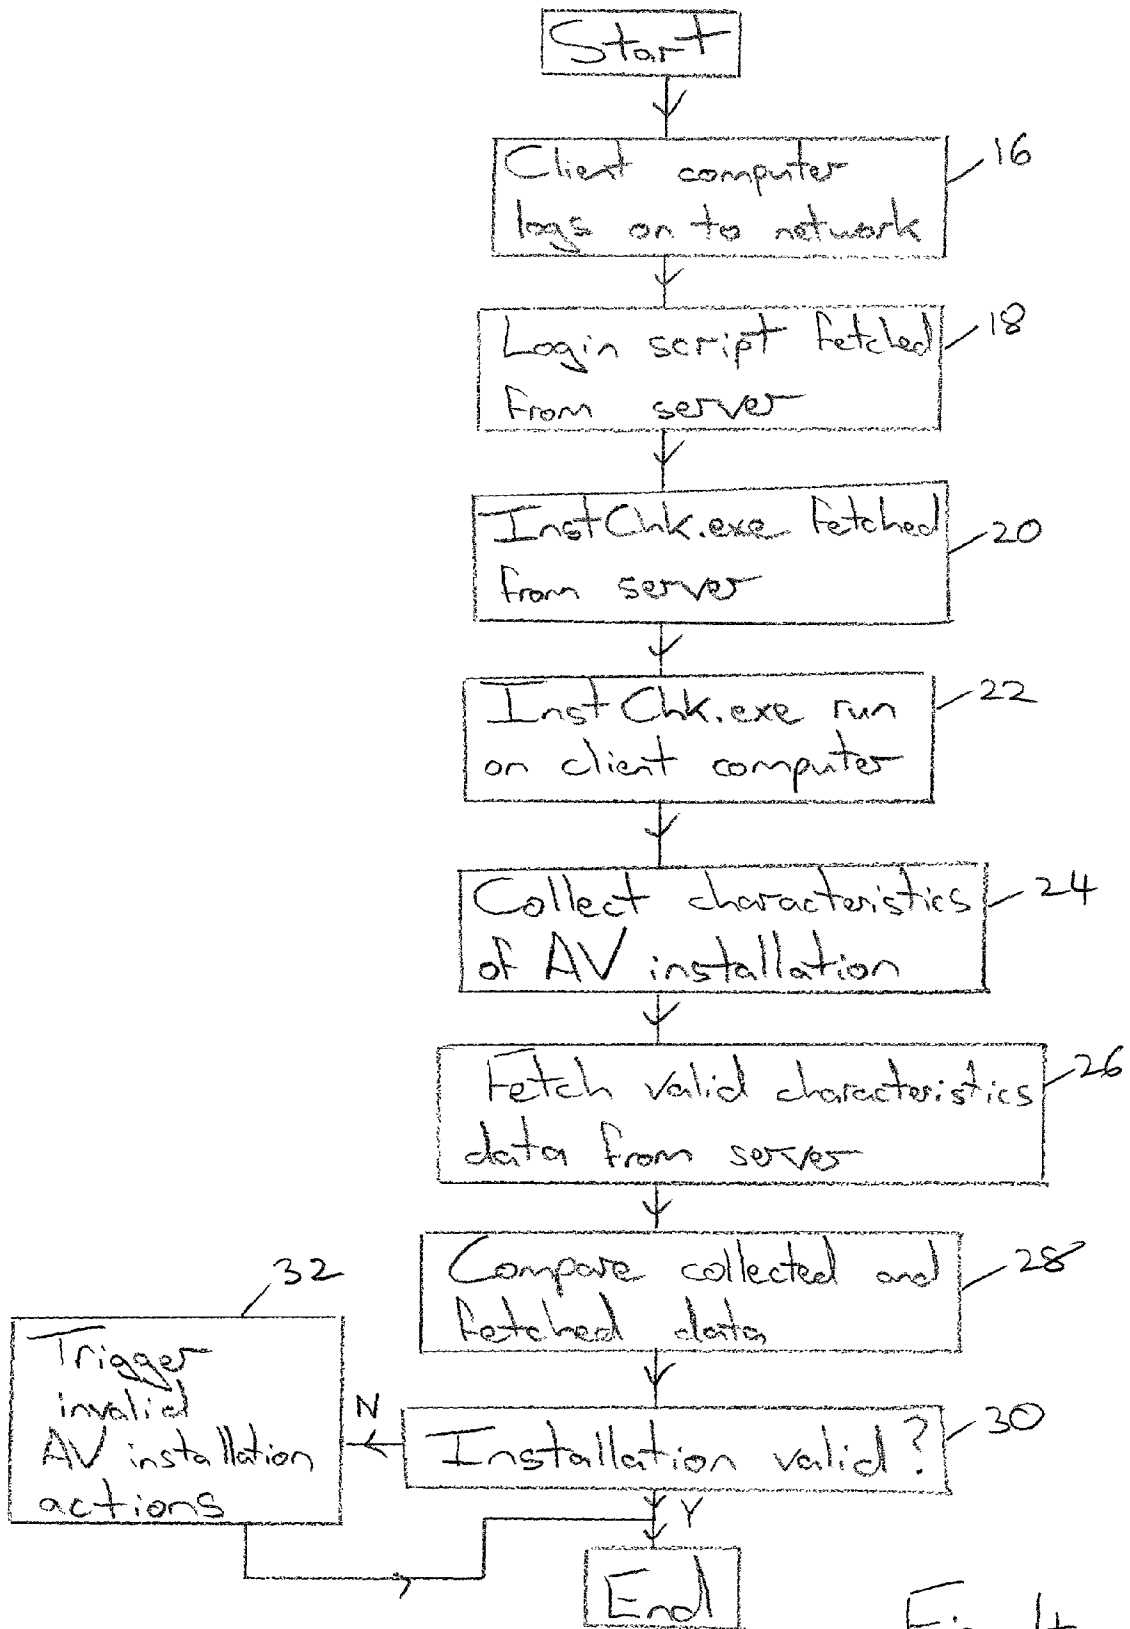 Start
Client computer
logs on to network
16
Login script fetched
from server
18
InstChk.exe fetched
from server
20
InstChk.exe run
on client computer
22
Collect characteristics
of AV installation
24
Fetch valid characteristics
data from server
26
Compare collected and
fetched data
28
Installation valid?
30
N
32
Trigger
invalid
AV installation
actions
Y
End